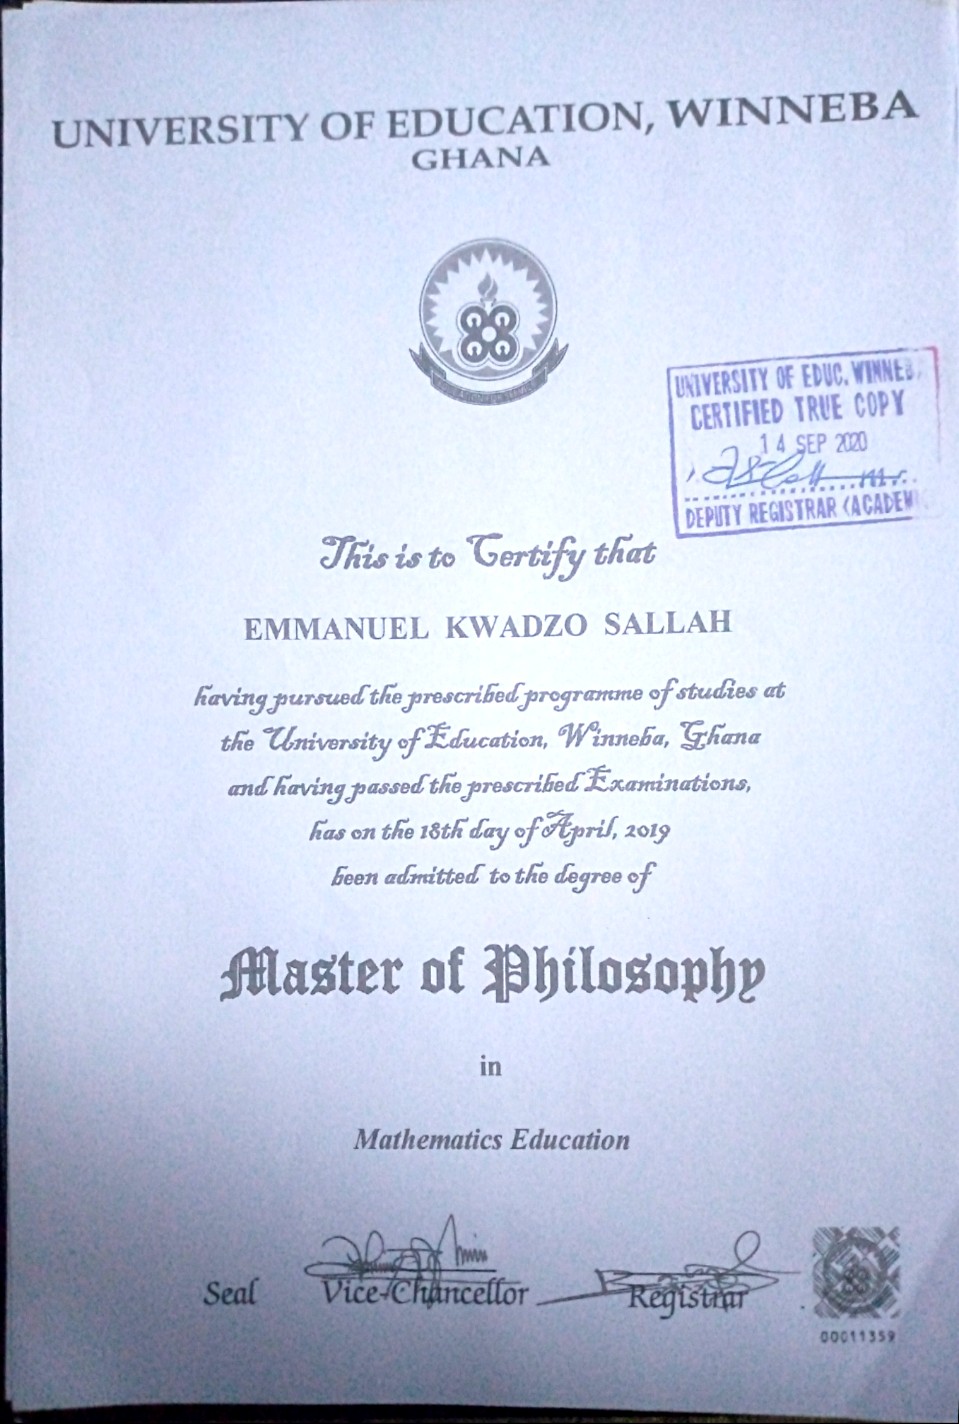 UNIVERSITY OF EDUCATION, WINNEBA
GHANA
UNIVERSITY OF EDUC. WINNEB
CERTIFIED TRUE COPY
14 SEP 2020
DEPUTY REGISTRAR (ACADEM
This is to Certify that
EMMANUEL KWADZO SALLAH
having pursued the prescribed programme of studies at
the University of Education, Winneba, Ghana
and having passed the prescribed Examinations,
has on the 18th day of April, 2019
been admitted to the degree of
Master of Philosophy
in
Mathematics Education
Seal Vice-Chancellor Registrar
00011359